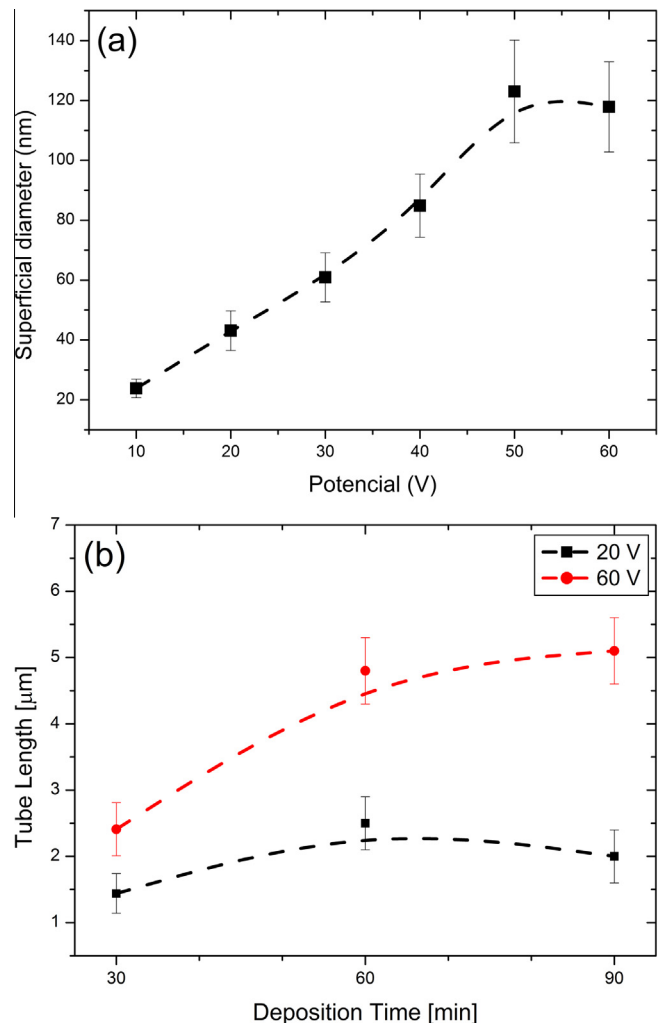 (a)
Superficial diameter (nm)
140
120
100
80
60
40
20
10 20 30 40 50 60
Potencial (V)
(b)
20 V
60 V
Tube Length [μm]
7
6
5
4
3
2
1
30 60 90
Deposition Time [min]